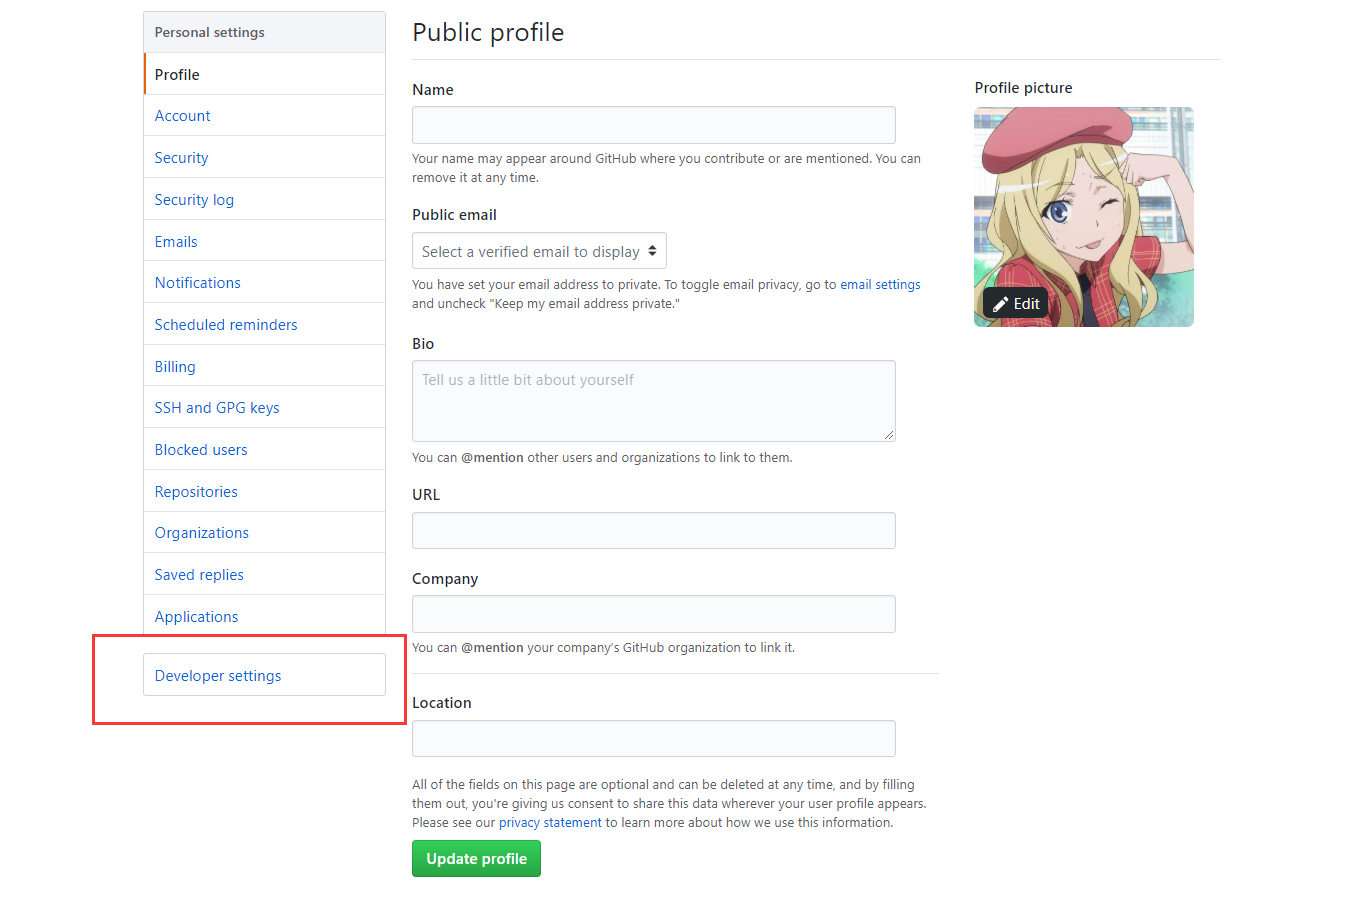 Personal settings
Profile
Account
Security
Security log
Emails
Notifications
Scheduled reminders
Billing
SSH and GPG keys
Blocked users
Repositories
Organizations
Saved replies
Applications
Developer settings
Public profile
Name
Your name may appear around GitHub where you contribute or are mentioned. You can
remove it at any time.
Public email
Select a verified email to display
You have set your email address to private. To toggle email privacy, go to email settings
and uncheck "Keep my email address private."
Bio
Tell us a little bit about yourself
You can @mention other users and organizations to link to them.
URL
Company
You can @mention your company's GitHub organization to link it.
Location
All of the fields on this page are optional and can be deleted at any time, and by filling
them out, you're giving us consent to share this data wherever your user profile appears.
Please see our privacy statement to learn more about how we use this information.
Update profile
Profile picture
Edit